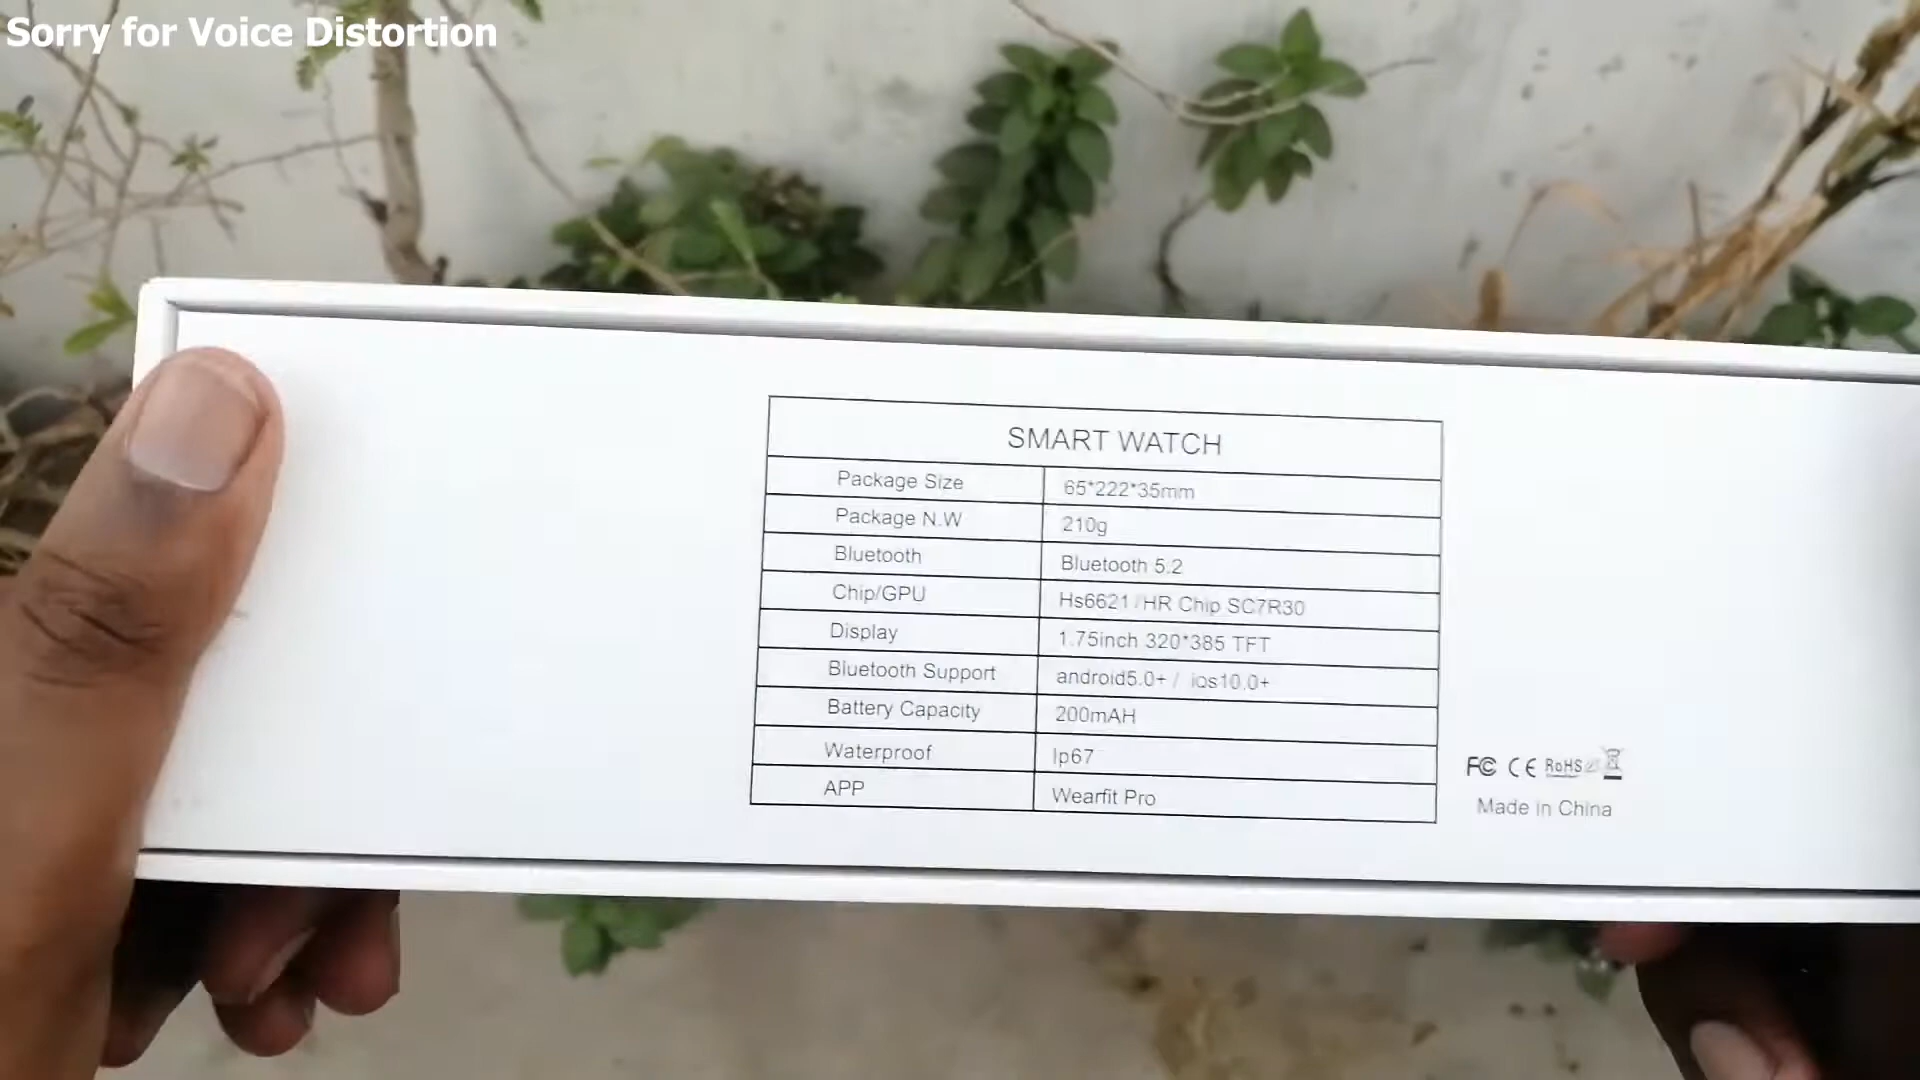 Sorry for Voice Distortion
SMART WATCH
Package Size 65*222*35mm
Package N.W 210g
Bluetooth Bluetooth 5.2
Chip/GPU Hs6621/HR Chip SC7R30
Display 1.75inch 320*385 TFT
Bluetooth Support android5.0+ / ios10.0+
Battery Capacity 200mAH
Waterproof Ip67
APP Wearfit Pro
FC CE RoHS
Made in China